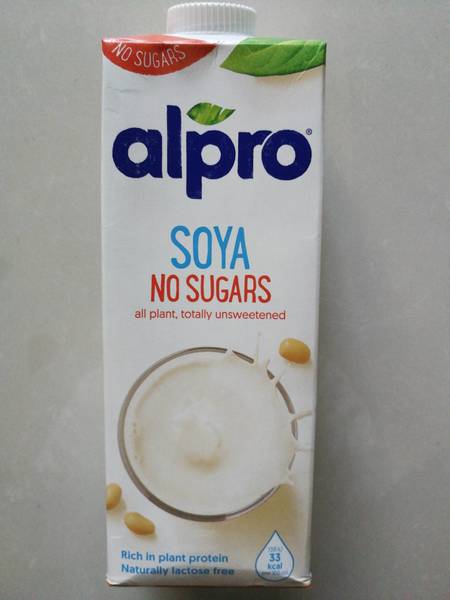 NO SUGARS
alpro®
SOYA
NO SUGARS
all plant, totally unsweetened
Rich in plant protein
Naturally lactose free
33
kcal